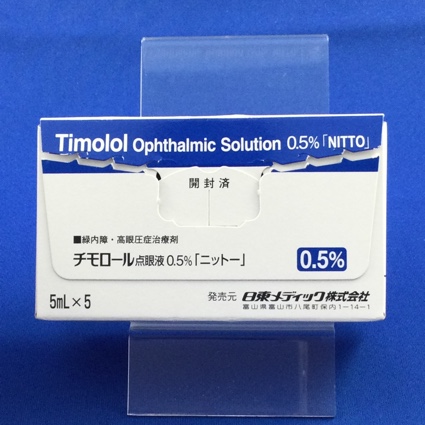 Timolol Ophthalmic Solution 0.5%「NITTO」
開封済
■緑内障・高眼圧症治療剤
チモロール点眼液0.5%「ニットー」
0.5%
5mL×5
発売元 日東メディック株式会社
富山県富山市八尾町保内1-14-1